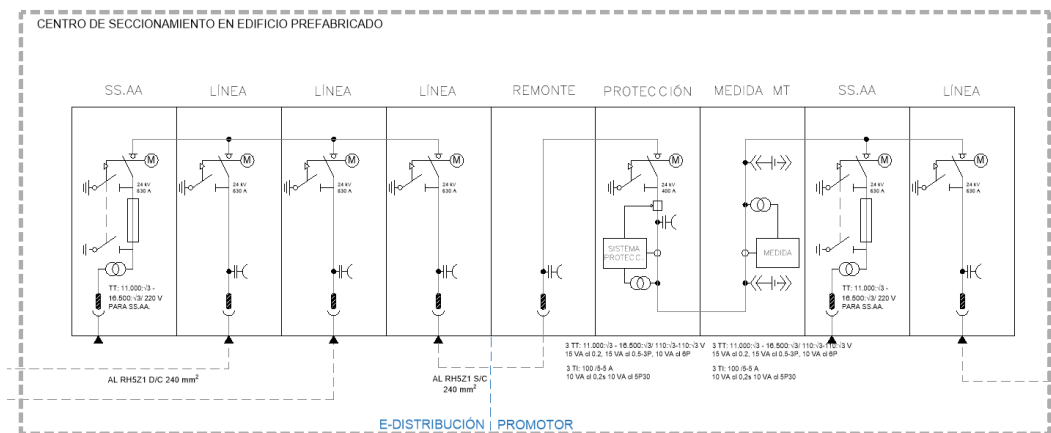 CENTRO DE SECCIONAMIENTO EN EDIFICIO PREFABRICADO
SS.AA LÍNEA LÍNEA LÍNEA REMONTE PROTECCIÓN MEDIDA MT SS.AA LÍNEA
M M M M M M M
24 kV
630 A
24 kV
630 A
24 kV
630 A
24 kV
630 A
24 kV
400 A
24 kV
630 A
24 kV
630 A
SISTEMA
PROTECC.
MEDIDA
TT: 11.000:√3 -
16.500:√3/ 220 V
PARA SS.AA.
TT: 11.000:√3 -
16.500:√3/ 220 V
PARA SS.AA.
3 TT: 11.000:√3 - 16.500:√3/ 110:√3-110:√3 V
15 VA cl 0.2, 15 VA cl 0.5-3P, 10 VA cl 6P
3 TI: 100 /5-5 A
10 VA cl 0,2s 10 VA cl 5P30
3 TT: 11.000:√3 - 16.500:√3/ 110:√3-110:√3 V
15 VA cl 0.2, 15 VA cl 0.5-3P, 10 VA cl 6P
3 TI: 100 /5-5 A
10 VA cl 0,2s 10 VA cl 5P30
AL RH5Z1 D/C 240 mm²
AL RH5Z1 S/C
240 mm²
E-DISTRIBUCIÓN PROMOTOR